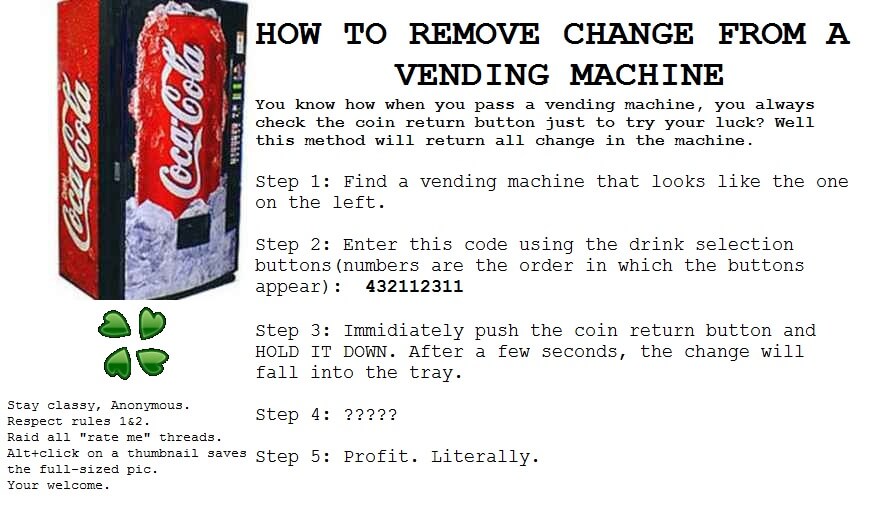 HOW TO REMOVE CHANGE FROM A
VENDING MACHINE
You know how when you pass a vending machine, you always
check the coin return button just to try your luck? Well
this method will return all change in the machine.
Step 1: Find a vending machine that looks like the one
on the left.
Step 2: Enter this code using the drink selection
buttons(numbers are the order in which the buttons
appear): 432112311
Step 3: Immidiately push the coin return button and
HOLD IT DOWN. After a few seconds, the change will
fall into the tray.
Step 4: ?????
Step 5: Profit. Literally.
Coca-Cola
Enjoy
Coca-Cola
Stay classy, Anonymous.
Respect rules 1&2.
Raid all "rate me" threads.
Alt+click on a thumbnail saves
the full-sized pic.
Your welcome.